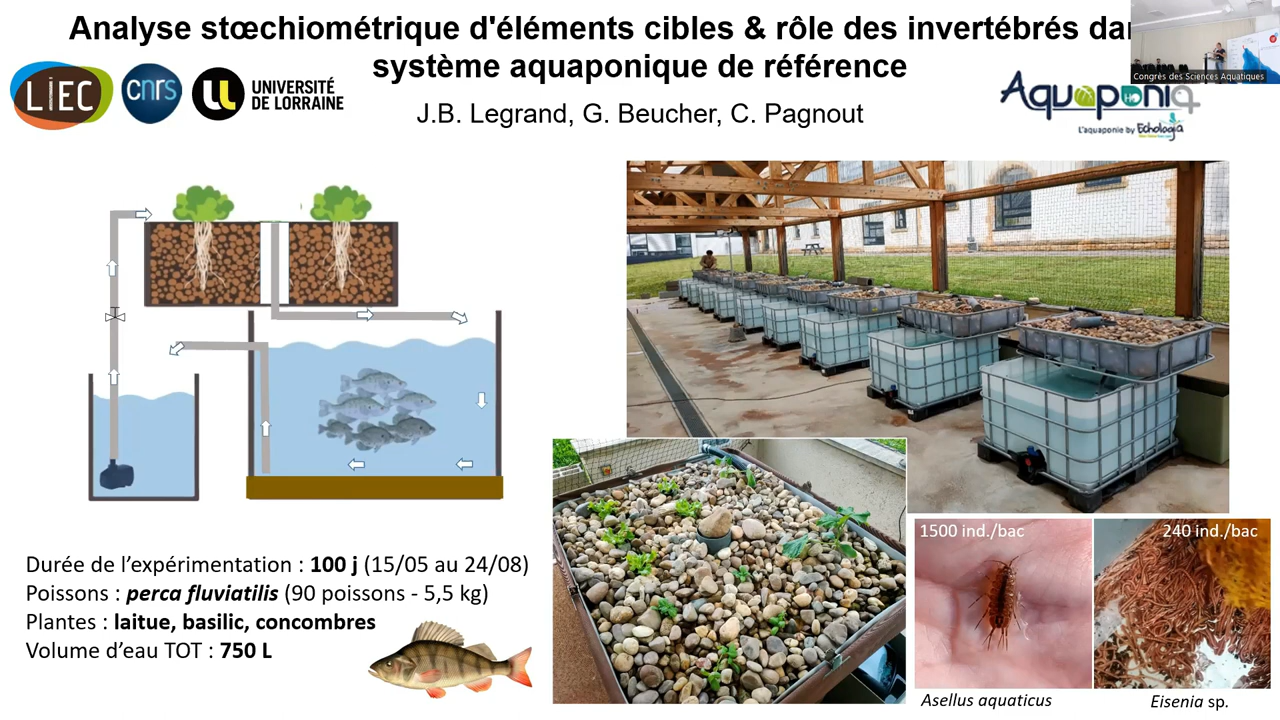 Analyse stœchiométrique d'éléments cibles & rôle des invertébrés
système aquaponique de référence
J.B. Legrand, G. Beucher, C. Pagnout
LIEC
cnrs
UNIVERSITÉ
DE LORRAINE
Congrès des Sciences Aquatiques
Aquaponiq
H2O
L'aquaponie by Echologia
Durée de l'expérimentation : 100 j (15/05 au 24/08)
Poissons : perca fluviatilis (90 poissons - 5,5 kg)
Plantes : laitue, basilic, concombres
Volume d'eau TOT : 750 L
1500 ind./bac
240 ind./bac
Asellus aquaticus
Eisenia sp.